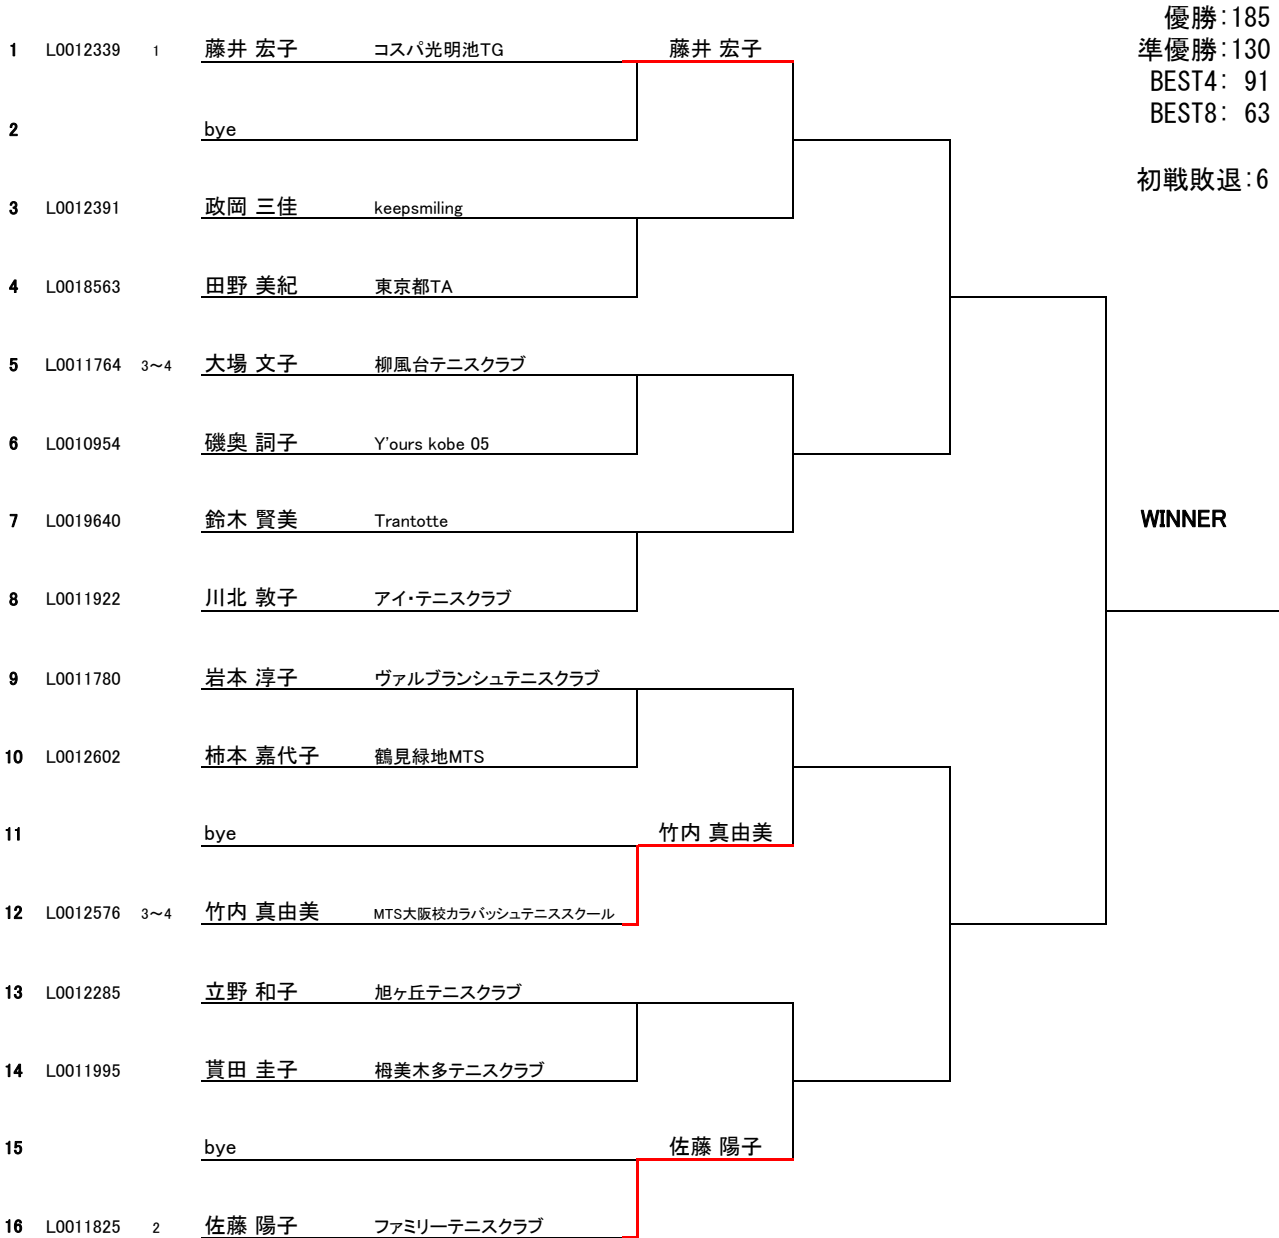 優勝:185
準優勝:130
BEST4: 91
BEST8: 63
初戦敗退:6
1 L0012339 1 藤井 宏子 コスパ光明池TG 藤井 宏子
2 bye
3 L0012391 政岡 三佳 keepsmiling
4 L0018563 田野 美紀 東京都TA
5 L0011764 3～4 大場 文子 柳風台テニスクラブ
6 L0010954 磯奥 詞子 Y'ours kobe 05
7 L0019640 鈴木 賢美 Trantotte
WINNER
8 L0011922 川北 敦子 アイ・テニスクラブ
9 L0011780 岩本 淳子 ヴァルブランシュテニスクラブ
10 L0012602 柿本 嘉代子 鶴見緑地MTS
11 bye 竹内 真由美
12 L0012576 3～4 竹内 真由美 MTS大阪校カラバッシュテニススクール
13 L0012285 立野 和子 旭ヶ丘テニスクラブ
14 L0011995 貰田 圭子 栂美木多テニスクラブ
15 bye 佐藤 陽子
16 L0011825 2 佐藤 陽子 ファミリーテニスクラブ